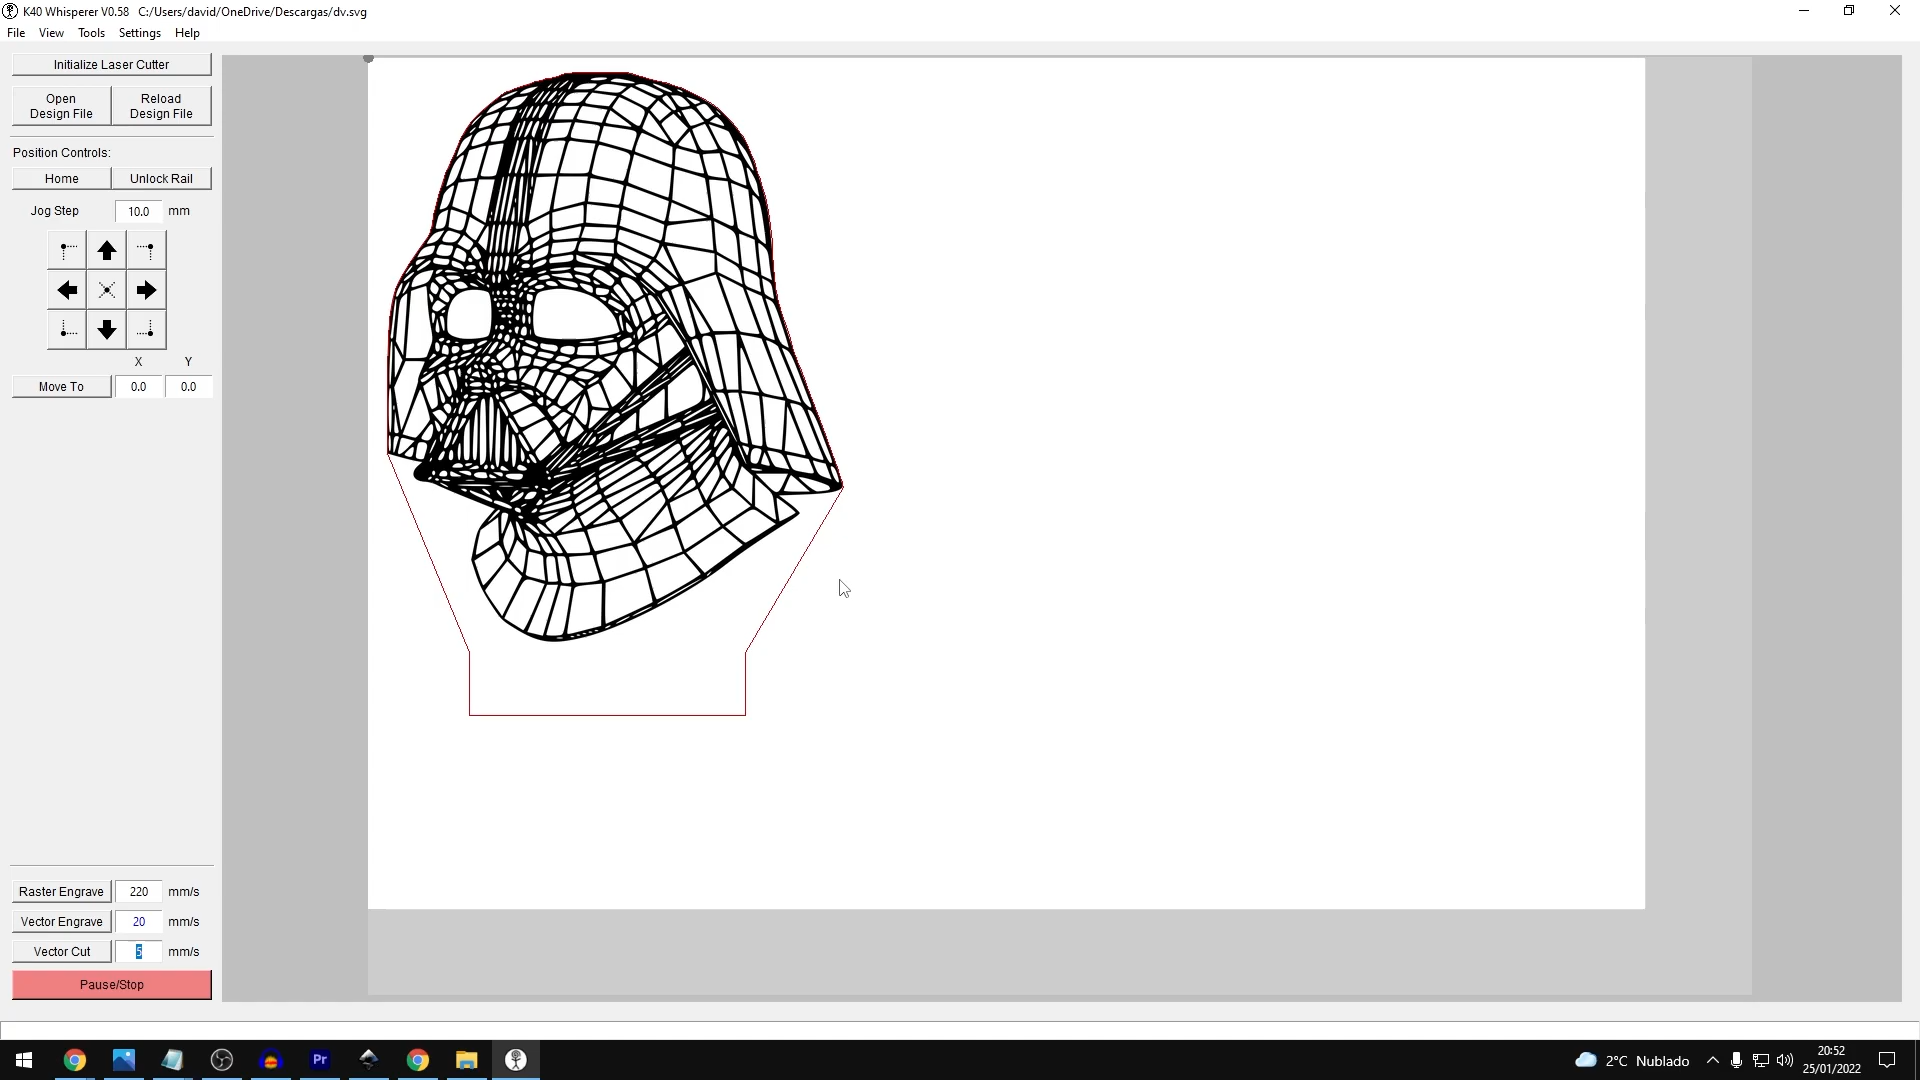 K40 Whisperer V0.58   C:/Users/david/OneDrive/Descargas/dv.svg
File View Tools Settings Help
Initialize Laser Cutter
Open
Design File
Reload
Design File
Position Controls:
Home
Unlock Rail
Jog Step 10.0 mm
X Y
Move To 0.0 0.0
Raster Engrave 220 mm/s
Vector Engrave 20 mm/s
Vector Cut 5 mm/s
Pause/Stop
Pr
2°C Nublado
20:52
25/01/2022